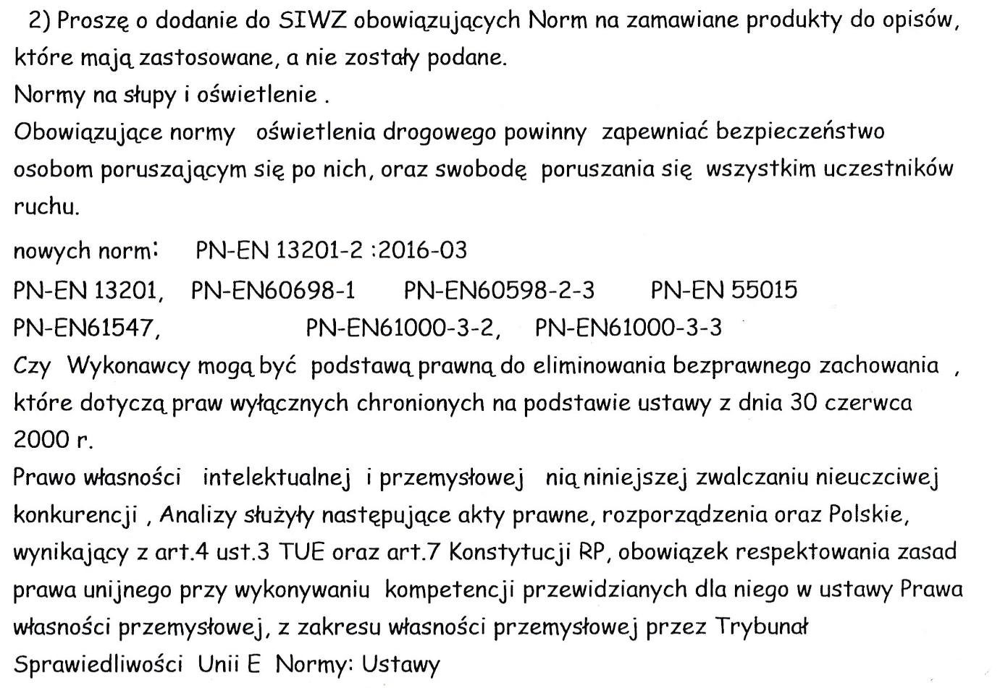 2) Proszę o dodanie do SIWZ obowiązujących Norm na zamawiane produkty do opisów,
które mają zastosowane, a nie zostały podane.
Normy na słupy i oświetlenie .
Obowiązujące normy oświetlenia drogowego powinny zapewniać bezpieczeństwo
osobom poruszającym się po nich, oraz swobodę poruszania się wszystkim uczestników
ruchu.
nowych norm: PN-EN 13201-2 :2016-03
PN-EN 13201, PN-EN60698-1 PN-EN60598-2-3 PN-EN 55015
PN-EN61547, PN-EN61000-3-2, PN-EN61000-3-3
Czy Wykonawcy mogą być podstawą prawną do eliminowania bezprawnego zachowania ,
które dotyczą praw wyłącznych chronionych na podstawie ustawy z dnia 30 czerwca
2000 r.
Prawo własności intelektualnej i przemysłowej nią niniejszej zwalczaniu nieuczciwej
konkurencji , Analizy służyły następujące akty prawne, rozporządzenia oraz Polskie,
wynikający z art.4 ust.3 TUE oraz art.7 Konstytucji RP, obowiązek respektowania zasad
prawa unijnego przy wykonywaniu kompetencji przewidzianych dla niego w ustawy Prawa
własności przemysłowej, z zakresu własności przemysłowej przez Trybunał
Sprawiedliwości Unii E Normy: Ustawy